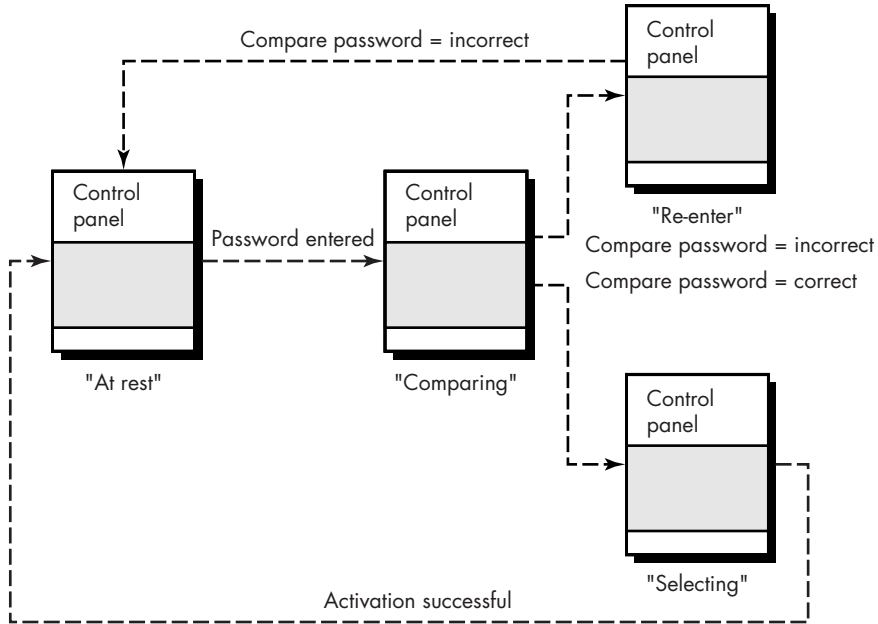 Compare password = incorrect
Control
panel
"Re-enter"
Control
panel
"At rest"
Password entered
Control
panel
"Comparing"
Compare password = incorrect
Compare password = correct
Control
panel
"Selecting"
Activation successful